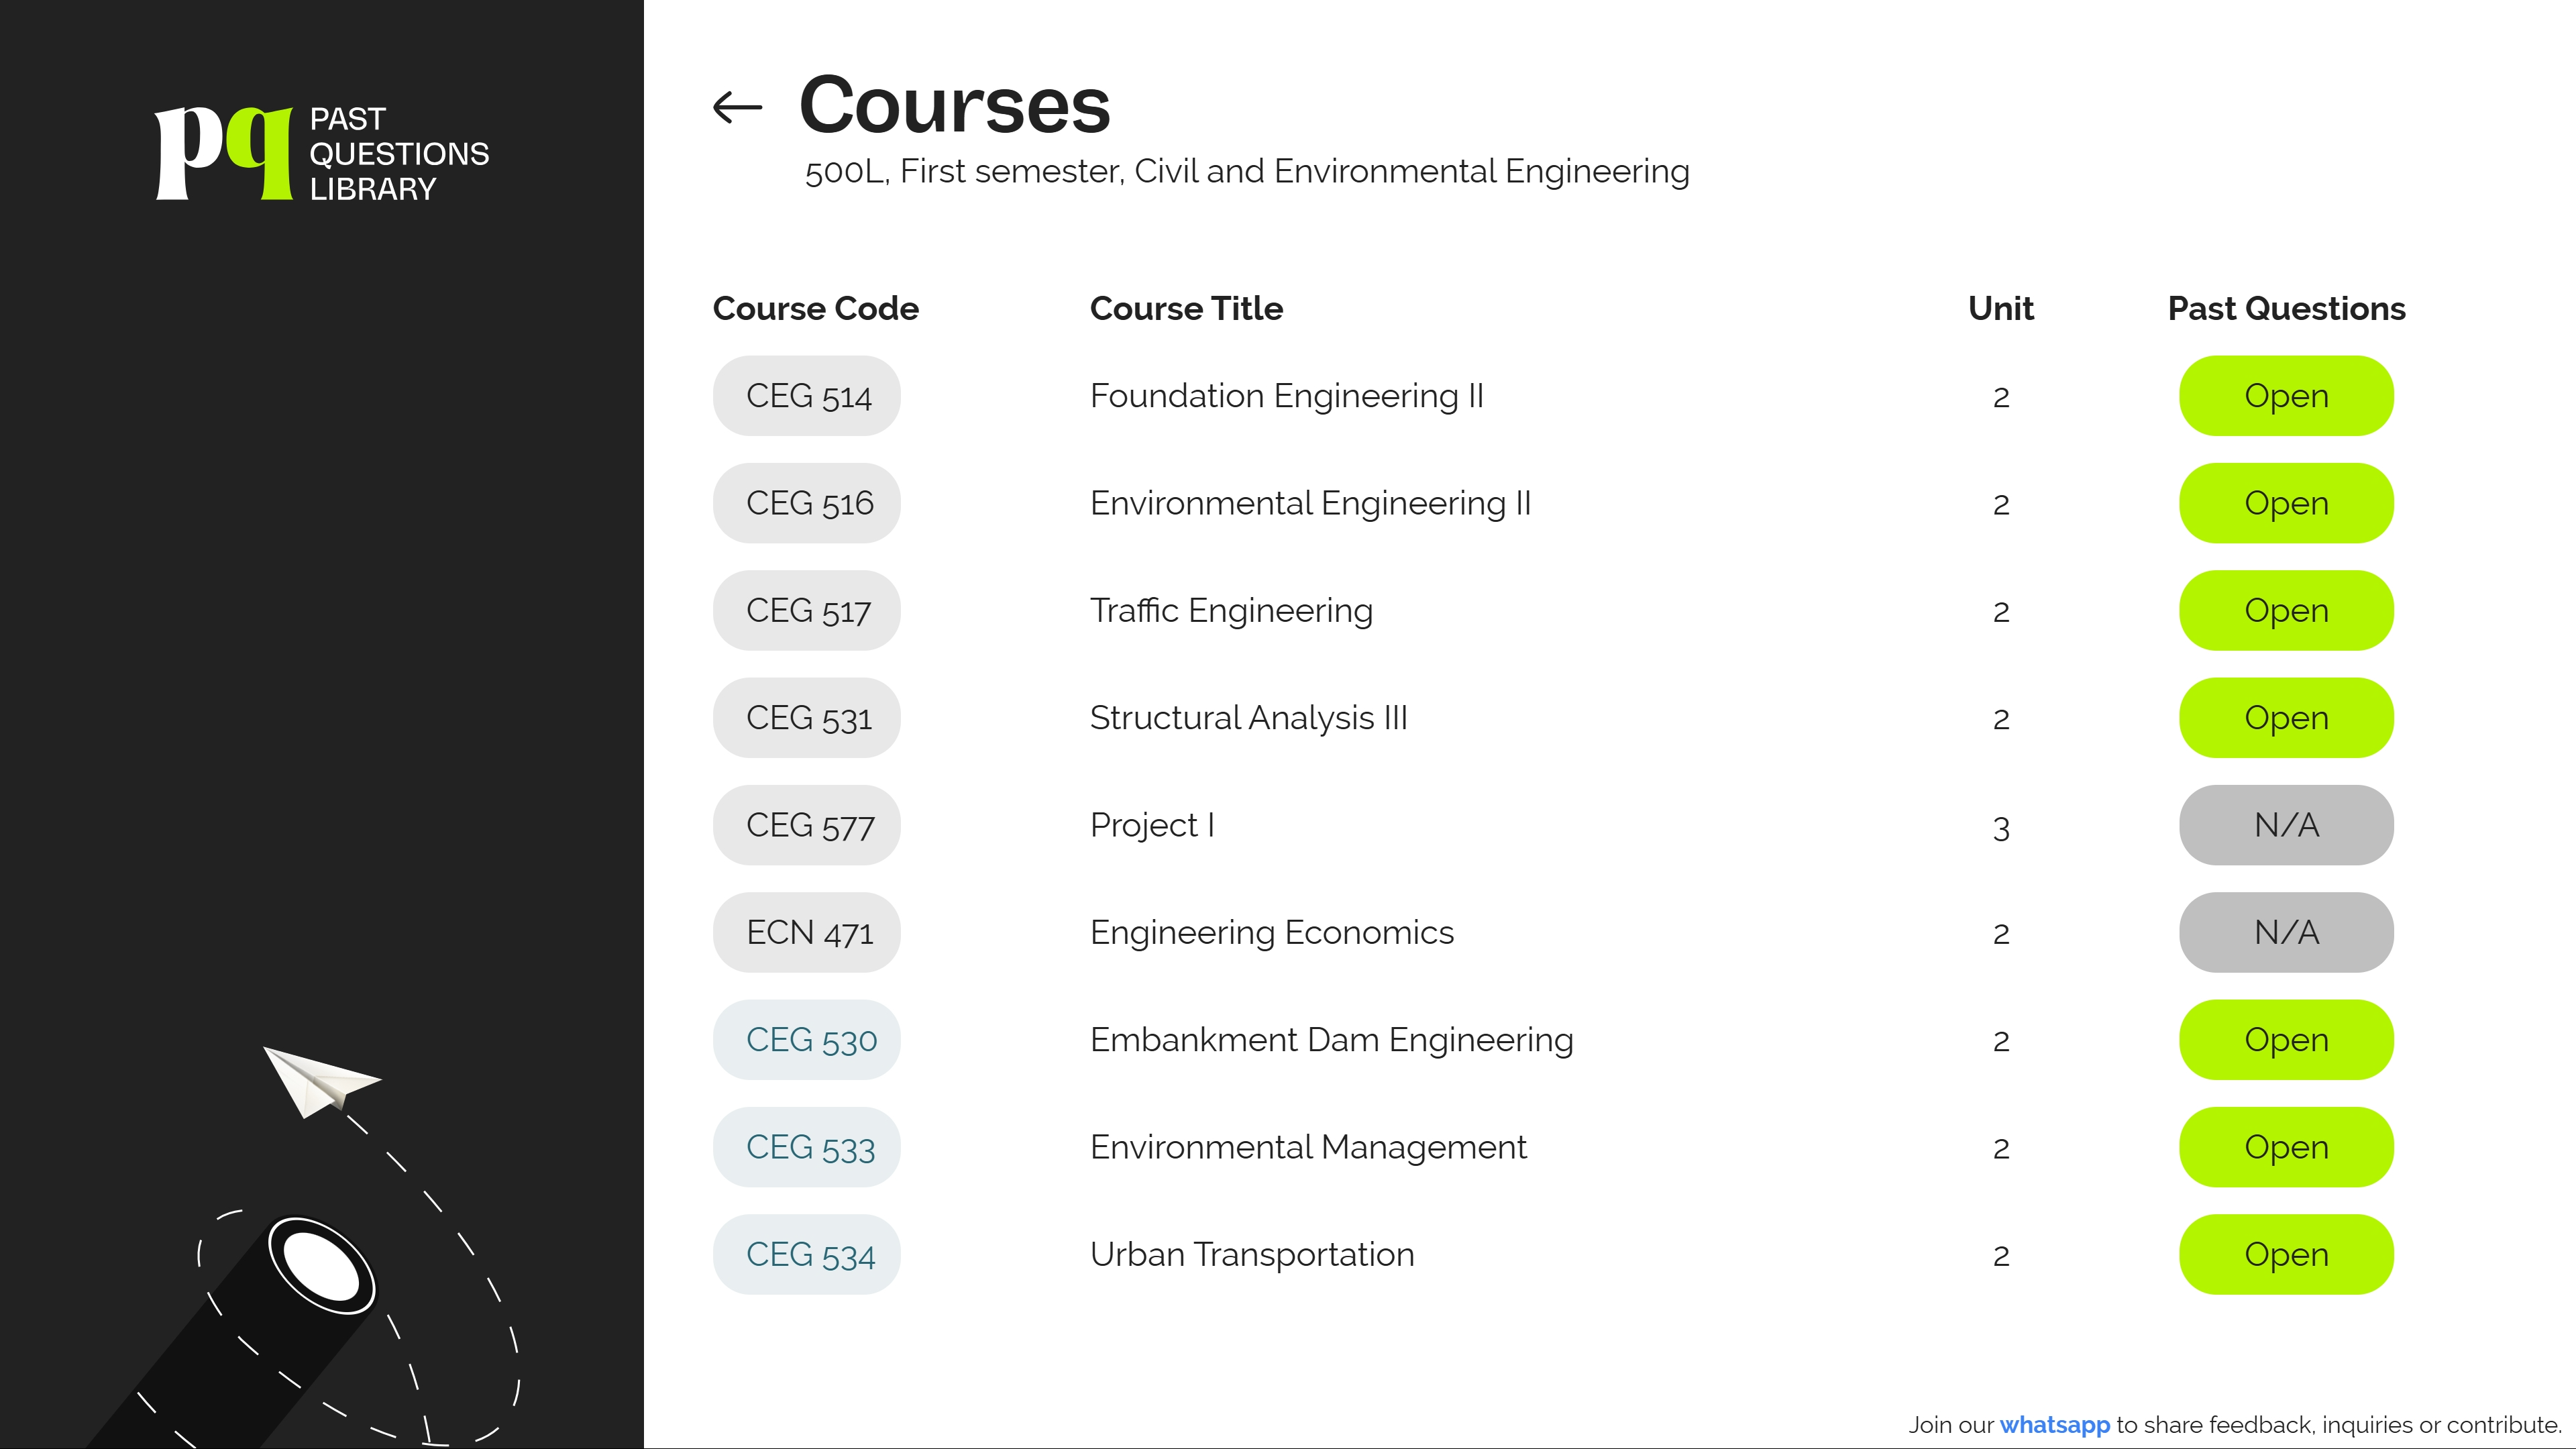 pq PAST
QUESTIONS
LIBRARY
Courses
500L, First semester, Civil and Environmental Engineering
Course Code Course Title Unit Past Questions
CEG 514 Foundation Engineering II 2 Open
CEG 516 Environmental Engineering II 2 Open
CEG 517 Traffic Engineering 2 Open
CEG 531 Structural Analysis III 2 Open
CEG 577 Project I 3 N/A
ECN 471 Engineering Economics 2 N/A
CEG 530 Embankment Dam Engineering 2 Open
CEG 533 Environmental Management 2 Open
CEG 534 Urban Transportation 2 Open
Join our whatsapp to share feedback, inquiries or contribute.